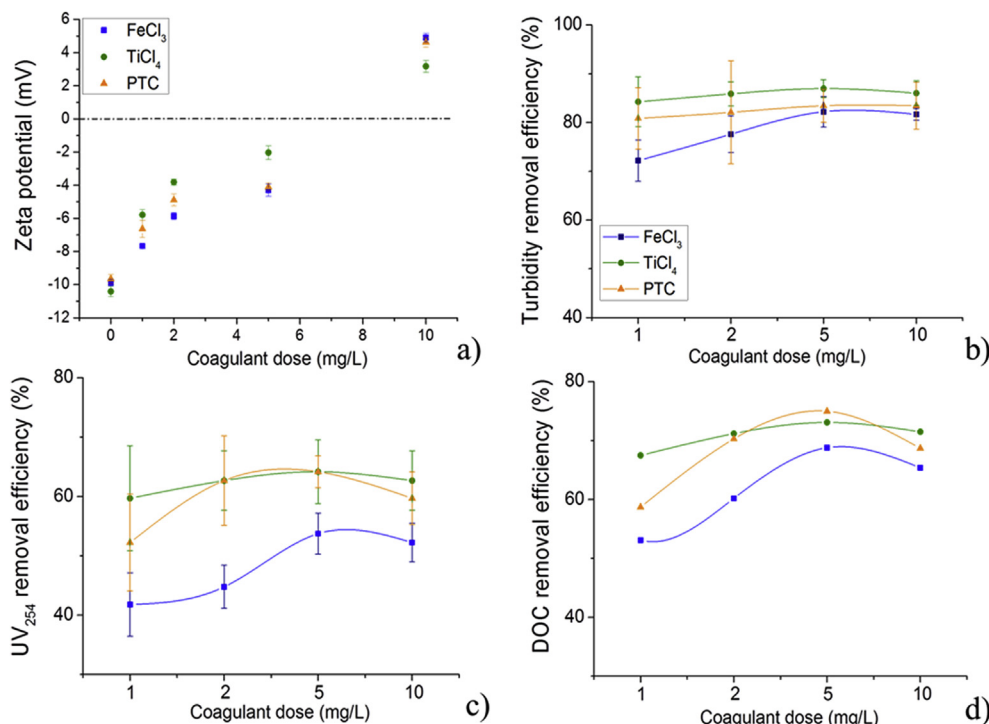 6
4
2
0
-2
-4
-6
-8
-10
-12
Zeta potential (mV)
FeCl3
TiCl4
PTC
0 2 4 6 8 10
Coagulant dose (mg/L)
a)
100
80
60
40
Turbidity removal efficiency (%)
FeCl3
TiCl4
PTC
1 2 5 10
Coagulant dose (mg/L)
b)
80
60
40
UV254 removal efficiency (%)
1 2 5 10
Coagulant dose (mg/L)
c)
80
60
40
DOC removal efficiency (%)
1 2 5 10
Coagulant dose (mg/L)
d)